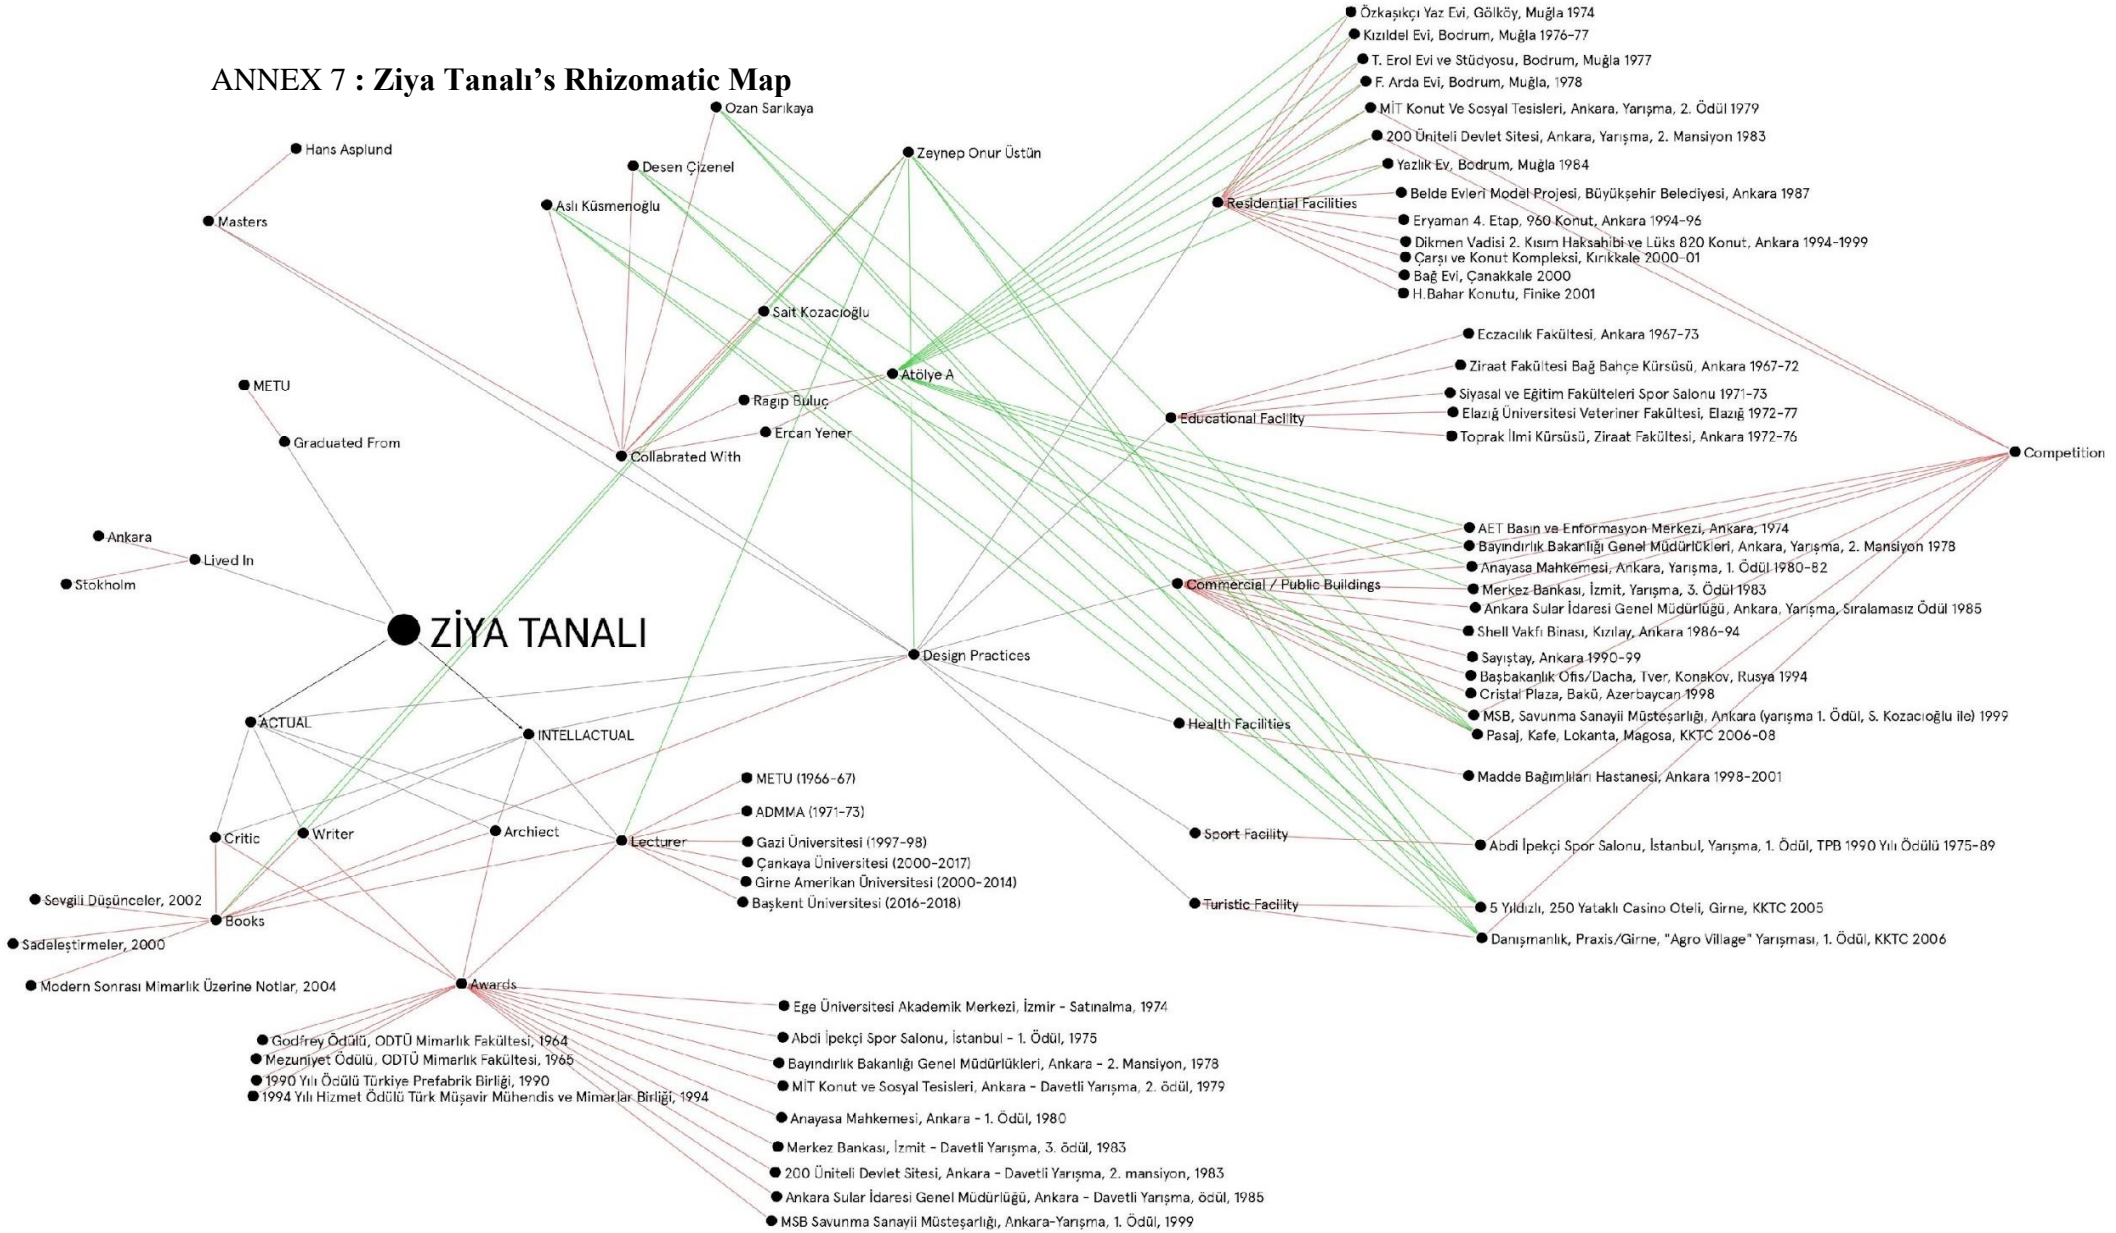 ANNEX 7 : Ziya Tanalı's Rhizomatic Map
Ozan Sarıkaya
Hans Asplund
Desen Çizenel
Zeynep Onur Üstün
Masters
Aslı Küsmenoğlu
Sait Kozacıoğlu
Atölye A
METU
Ragıp Buluç
Graduated From
Ercan Yener
Collabrated With
Ankara
Lived In
Stokholm
ZİYA TANALI
Design Practices
ACTUAL
INTELLACTUAL
Critic
Writer
Archiect
Lecturer
METU (1966-67)
ADMMA (1971-73)
Gazi Üniversitesi (1997-98)
Çankaya Üniversitesi (2000-2017)
Girne Amerikan Üniversitesi (2000-2014)
Başkent Üniversitesi (2016-2018)
Sevgili Düşünceler, 2002
Books
Sadeleştirmeler, 2000
Modern Sonrası Mimarlık Üzerine Notlar, 2004
Awards
Godfrey Ödülü, ODTÜ Mimarlık Fakültesi, 1964
Mezuniyet Ödülü, ODTÜ Mimarlık Fakültesi, 1965
1990 Yılı Ödülü Türkiye Prefabrik Birliği, 1990
1994 Yılı Hizmet Ödülü Türk Müşavir Mühendis ve Mimarlar Birliği, 1994
Ege Üniversitesi Akademik Merkezi, İzmir - Satınalma, 1974
Abdi İpekçi Spor Salonu, İstanbul - 1. Ödül, 1975
Bayındırlık Bakanlığı Genel Müdürlükleri, Ankara - 2. Mansiyon, 1978
MİT Konut ve Sosyal Tesisleri, Ankara - Davetli Yarışma, 2. ödül, 1979
Anayasa Mahkemesi, Ankara - 1. Ödül, 1980
Merkez Bankası, İzmit - Davetli Yarışma, 3. ödül, 1983
200 Üniteli Devlet Sitesi, Ankara - Davetli Yarışma, 2. mansiyon, 1983
Ankara Sular İdaresi Genel Müdürlüğü, Ankara - Davetli Yarışma, ödül, 1985
MSB Savunma Sanayii Müsteşarlığı, Ankara-Yarışma, 1. Ödül, 1999
Residential Facilities
Özkaşıkçı Yaz Evi, Gölköy, Muğla 1974
Kızıldel Evi, Bodrum, Muğla 1976-77
T. Erol Evi ve Stüdyosu, Bodrum, Muğla 1977
F. Arda Evi, Bodrum, Muğla, 1978
MİT Konut Ve Sosyal Tesisleri, Ankara, Yarışma, 2. Ödül 1979
200 Üniteli Devlet Sitesi, Ankara, Yarışma, 2. Mansiyon 1983
Yazlık Ev, Bodrum, Muğla 1984
Belde Evleri Model Projesi, Büyükşehir Belediyesi, Ankara 1987
Eryaman 4. Etap, 960 Konut, Ankara 1994-96
Dikmen Vadisi 2. Kısım Haksahibi ve Lüks 820 Konut, Ankara 1994-1999
Çarşı ve Konut Kompleksi, Kırıkkale 2000-01
Bağ Evi, Çanakkale 2000
H.Bahar Konutu, Finike 2001
Educational Facility
Eczacılık Fakültesi, Ankara 1967-73
Ziraat Fakültesi Bağ Bahçe Kürsüsü, Ankara 1967-72
Siyasal ve Eğitim Fakülteleri Spor Salonu 1971-73
Elazığ Üniversitesi Veteriner Fakültesi, Elazığ 1972-77
Toprak İlmi Kürsüsü, Ziraat Fakültesi, Ankara 1972-76
Competition
Commercial / Public Buildings
AET Basın ve Enformasyon Merkezi, Ankara, 1974
Bayındırlık Bakanlığı Genel Müdürlükleri, Ankara, Yarışma, 2. Mansiyon 1978
Anayasa Mahkemesi, Ankara, Yarışma, 1. Ödül 1980-82
Merkez Bankası, İzmit, Yarışma, 3. Ödül 1983
Ankara Sular İdaresi Genel Müdürlüğü, Ankara, Yarışma, Sıralamasız Ödül 1985
Shell Vakfı Binası, Kızılay, Ankara 1986-94
Sayıştay, Ankara 1990-99
Başbakanlık Ofis/Dacha, Tver, Konakov, Rusya 1994
Cristal Plaza, Bakü, Azerbaycan 1998
MSB, Savunma Sanayii Müsteşarlığı, Ankara (yarışma 1. Ödül, S. Kozacıoğlu ile) 1999
Pasaj, Kafe, Lokanta, Magosa, KKTC 2006-08
Health Facilities
Madde Bağımlıları Hastanesi, Ankara 1998-2001
Sport Facility
Abdi İpekçi Spor Salonu, İstanbul, Yarışma, 1. Ödül, TPB 1990 Yılı Ödülü 1975-89
Turistic Facility
5 Yıldızlı, 250 Yataklı Casino Oteli, Girne, KKTC 2005
Danışmanlık, Praxis/Girne, "Agro Village" Yarışması, 1. Ödül, KKTC 2006